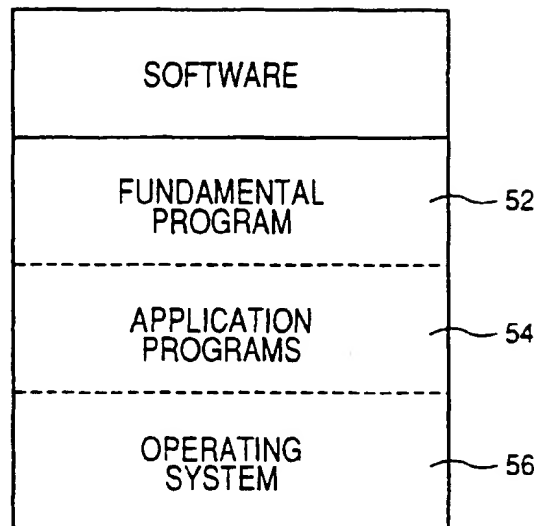 SOFTWARE
FUNDAMENTAL
PROGRAM
52
APPLICATION
PROGRAMS
54
OPERATING
SYSTEM
56